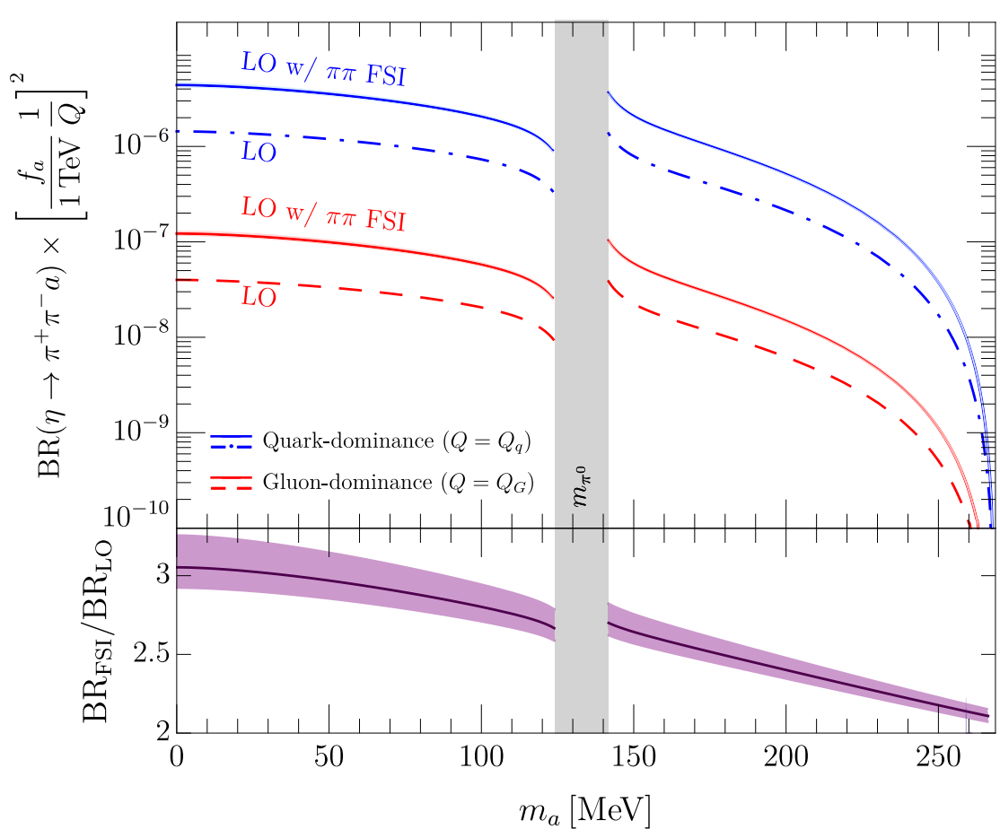 BR(η → π⁺π⁻a) × [f_a/1 TeV 1/Q]²
LO w/ ππ FSI
LO
LO w/ ππ FSI
LO
10⁻⁶
10⁻⁷
10⁻⁸
10⁻⁹
10⁻¹⁰
Quark-dominance (Q = Q_q)
Gluon-dominance (Q = Q_G)
m_π⁰
BR_FSI/BR_LO
3
2.5
2
0 50 100 150 200 250
m_a [MeV]